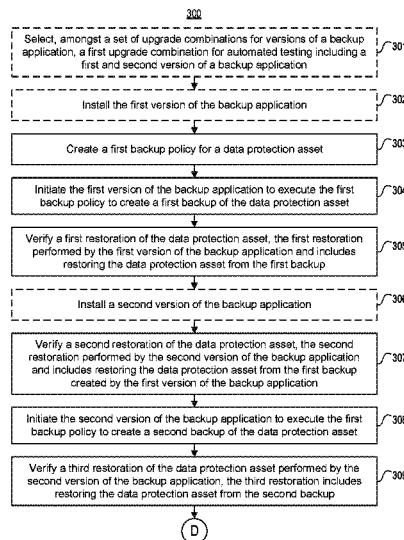 300
Select, amongst a set of upgrade combinations for versions of a backup
application, a first upgrade combination for automated testing including a
first and second version of a backup application
301
Install the first version of the backup application
302
Create a first backup policy for a data protection asset
303
Initiate the first version of the backup application to execute the first
backup policy to create a first backup of the data protection asset
304
Verify a first restoration of the data protection asset, the first restoration
performed by the first version of the backup application and includes
restoring the data protection asset from the first backup
305
Install a second version of the backup application
306
Verify a second restoration of the data protection asset, the second
restoration performed by the second version of the backup application
and includes restoring the data protection asset from the first backup
created by the first version of the backup application
307
Initiate the second version of the backup application to execute the first
backup policy to create a second backup of the data protection asset
308
Verify a third restoration of the data protection asset performed by the
second version of the backup application, the third restoration includes
restoring the data protection asset from the second backup
309
D